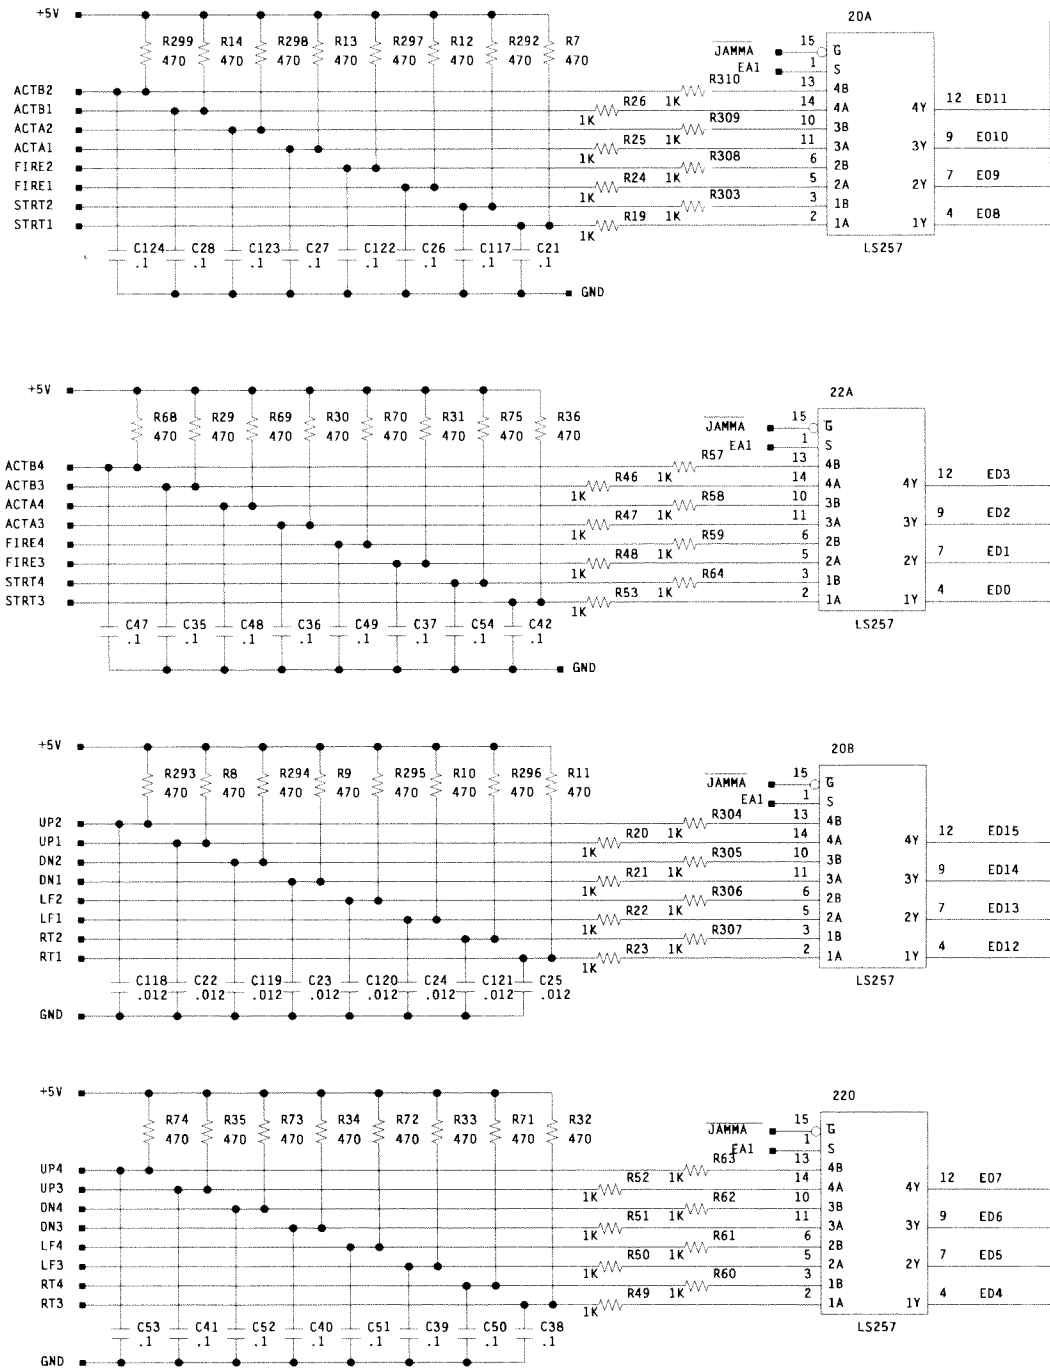 +5V
20A
R299 R14 R298 R13 R297 R12 R292 R7
470 470 470 470 470 470 470 470
JAMMA 15 G
EA1 1 S
ACTB2 R310 1K 13 4B
ACTB1 R26 1K 14 4A 4Y 12 ED11
ACTA2 R309 1K 10 3B
ACTA1 R25 1K 11 3A 3Y 9 E010
FIRE2 R308 1K 6 2B
FIRE1 R24 1K 5 2A 2Y 7 E09
STRT2 R303 1K 3 1B
STRT1 R19 1K 2 1A 1Y 4 E08
LS257
C124 C28 C123 C27 C122 C26 C117 C21
.1 .1 .1 .1 .1 .1 .1 .1
GND
+5V
22A
R68 R29 R69 R30 R70 R31 R75 R36
470 470 470 470 470 470 470 470
JAMMA 15 G
EA1 1 S
ACTB4 R57 1K 13 4B
ACTB3 R46 1K 14 4A 4Y 12 ED3
ACTA4 R58 1K 10 3B
ACTA3 R47 1K 11 3A 3Y 9 ED2
FIRE4 R59 1K 6 2B
FIRE3 R48 1K 5 2A 2Y 7 ED1
STRT4 R64 1K 3 1B
STRT3 R53 1K 2 1A 1Y 4 ED0
LS257
C47 C35 C48 C36 C49 C37 C54 C42
.1 .1 .1 .1 .1 .1 .1 .1
GND
+5V
20B
R293 R8 R294 R9 R295 R10 R296 R11
470 470 470 470 470 470 470 470
JAMMA 15 G
EA1 1 S
UP2 R304 1K 13 4B
UP1 R20 1K 14 4A 4Y 12 ED15
DN2 R305 1K 10 3B
DN1 R21 1K 11 3A 3Y 9 ED14
LF2 R306 1K 6 2B
LF1 R22 1K 5 2A 2Y 7 ED13
RT2 R307 1K 3 1B
RT1 R23 1K 2 1A 1Y 4 ED12
LS257
C118 C22 C119 C23 C120 C24 C121 C25
.012 .012 .012 .012 .012 .012 .012 .012
GND
+5V
220
R74 R35 R73 R34 R72 R33 R71 R32
470 470 470 470 470 470 470 470
JAMMA 15 G
EA1 1 S
UP4 R63 1K 13 4B
UP3 R52 1K 14 4A 4Y 12 E07
DN4 R62 1K 10 3B
DN3 R51 1K 11 3A 3Y 9 ED6
LF4 R61 1K 6 2B
LF3 R50 1K 5 2A 2Y 7 ED5
RT4 R60 1K 3 1B
RT3 R49 1K 2 1A 1Y 4 ED4
LS257
C53 C41 C52 C40 C51 C39 C50 C38
.1 .1 .1 .1 .1 .1 .1 .1
GND